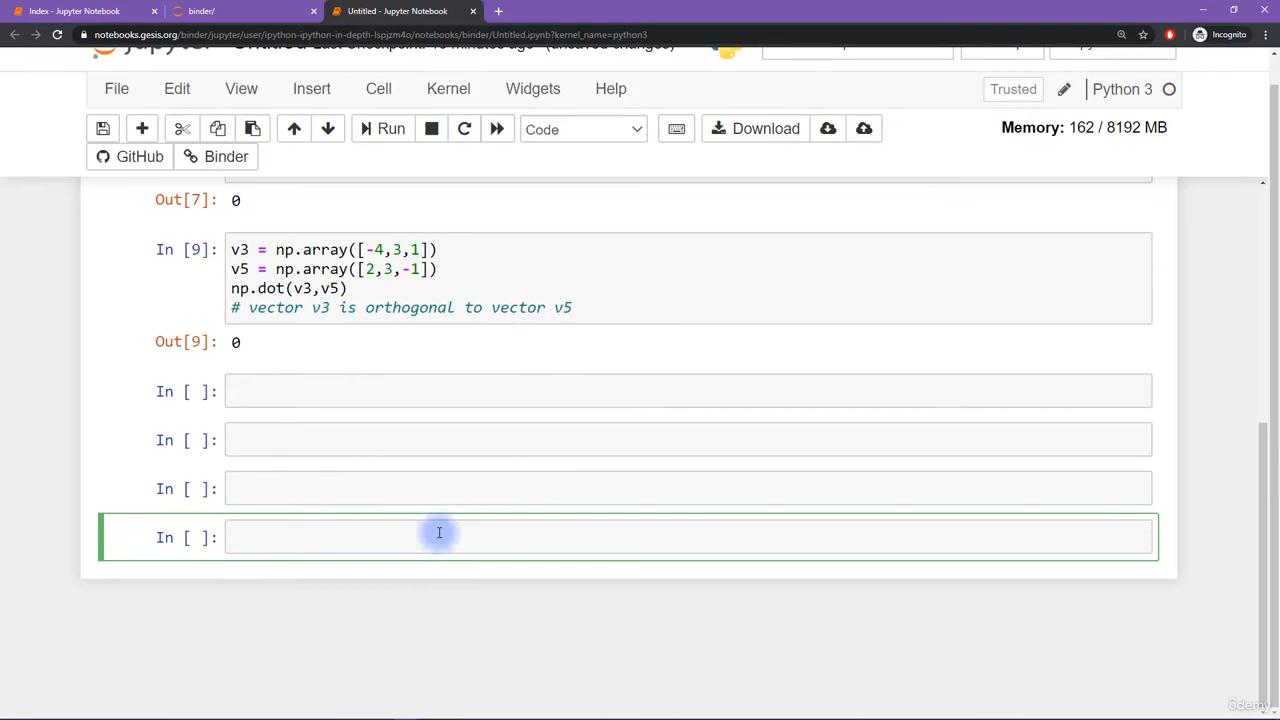 Index - Jupyter Notebook
binder/
Untitled - Jupyter Notebook
notebooks.gesis.org/binder/jupyter/user/ipython-ipython-in-depth-lspjzm4o/notebooks/binder/Untitled.ipynb?kernel_name=python3
Incognito
File Edit View Insert Cell Kernel Widgets Help
Trusted
Python 3
Run
Code
Download
Memory: 162 / 8192 MB
GitHub
Binder
Out[7]: 0
In [9]: v3 = np.array([-4,3,1])
v5 = np.array([2,3,-1])
np.dot(v3,v5)
# vector v3 is orthogonal to vector v5
Out[9]: 0
In [ ]:
In [ ]:
In [ ]:
In [ ]:
ûdemy